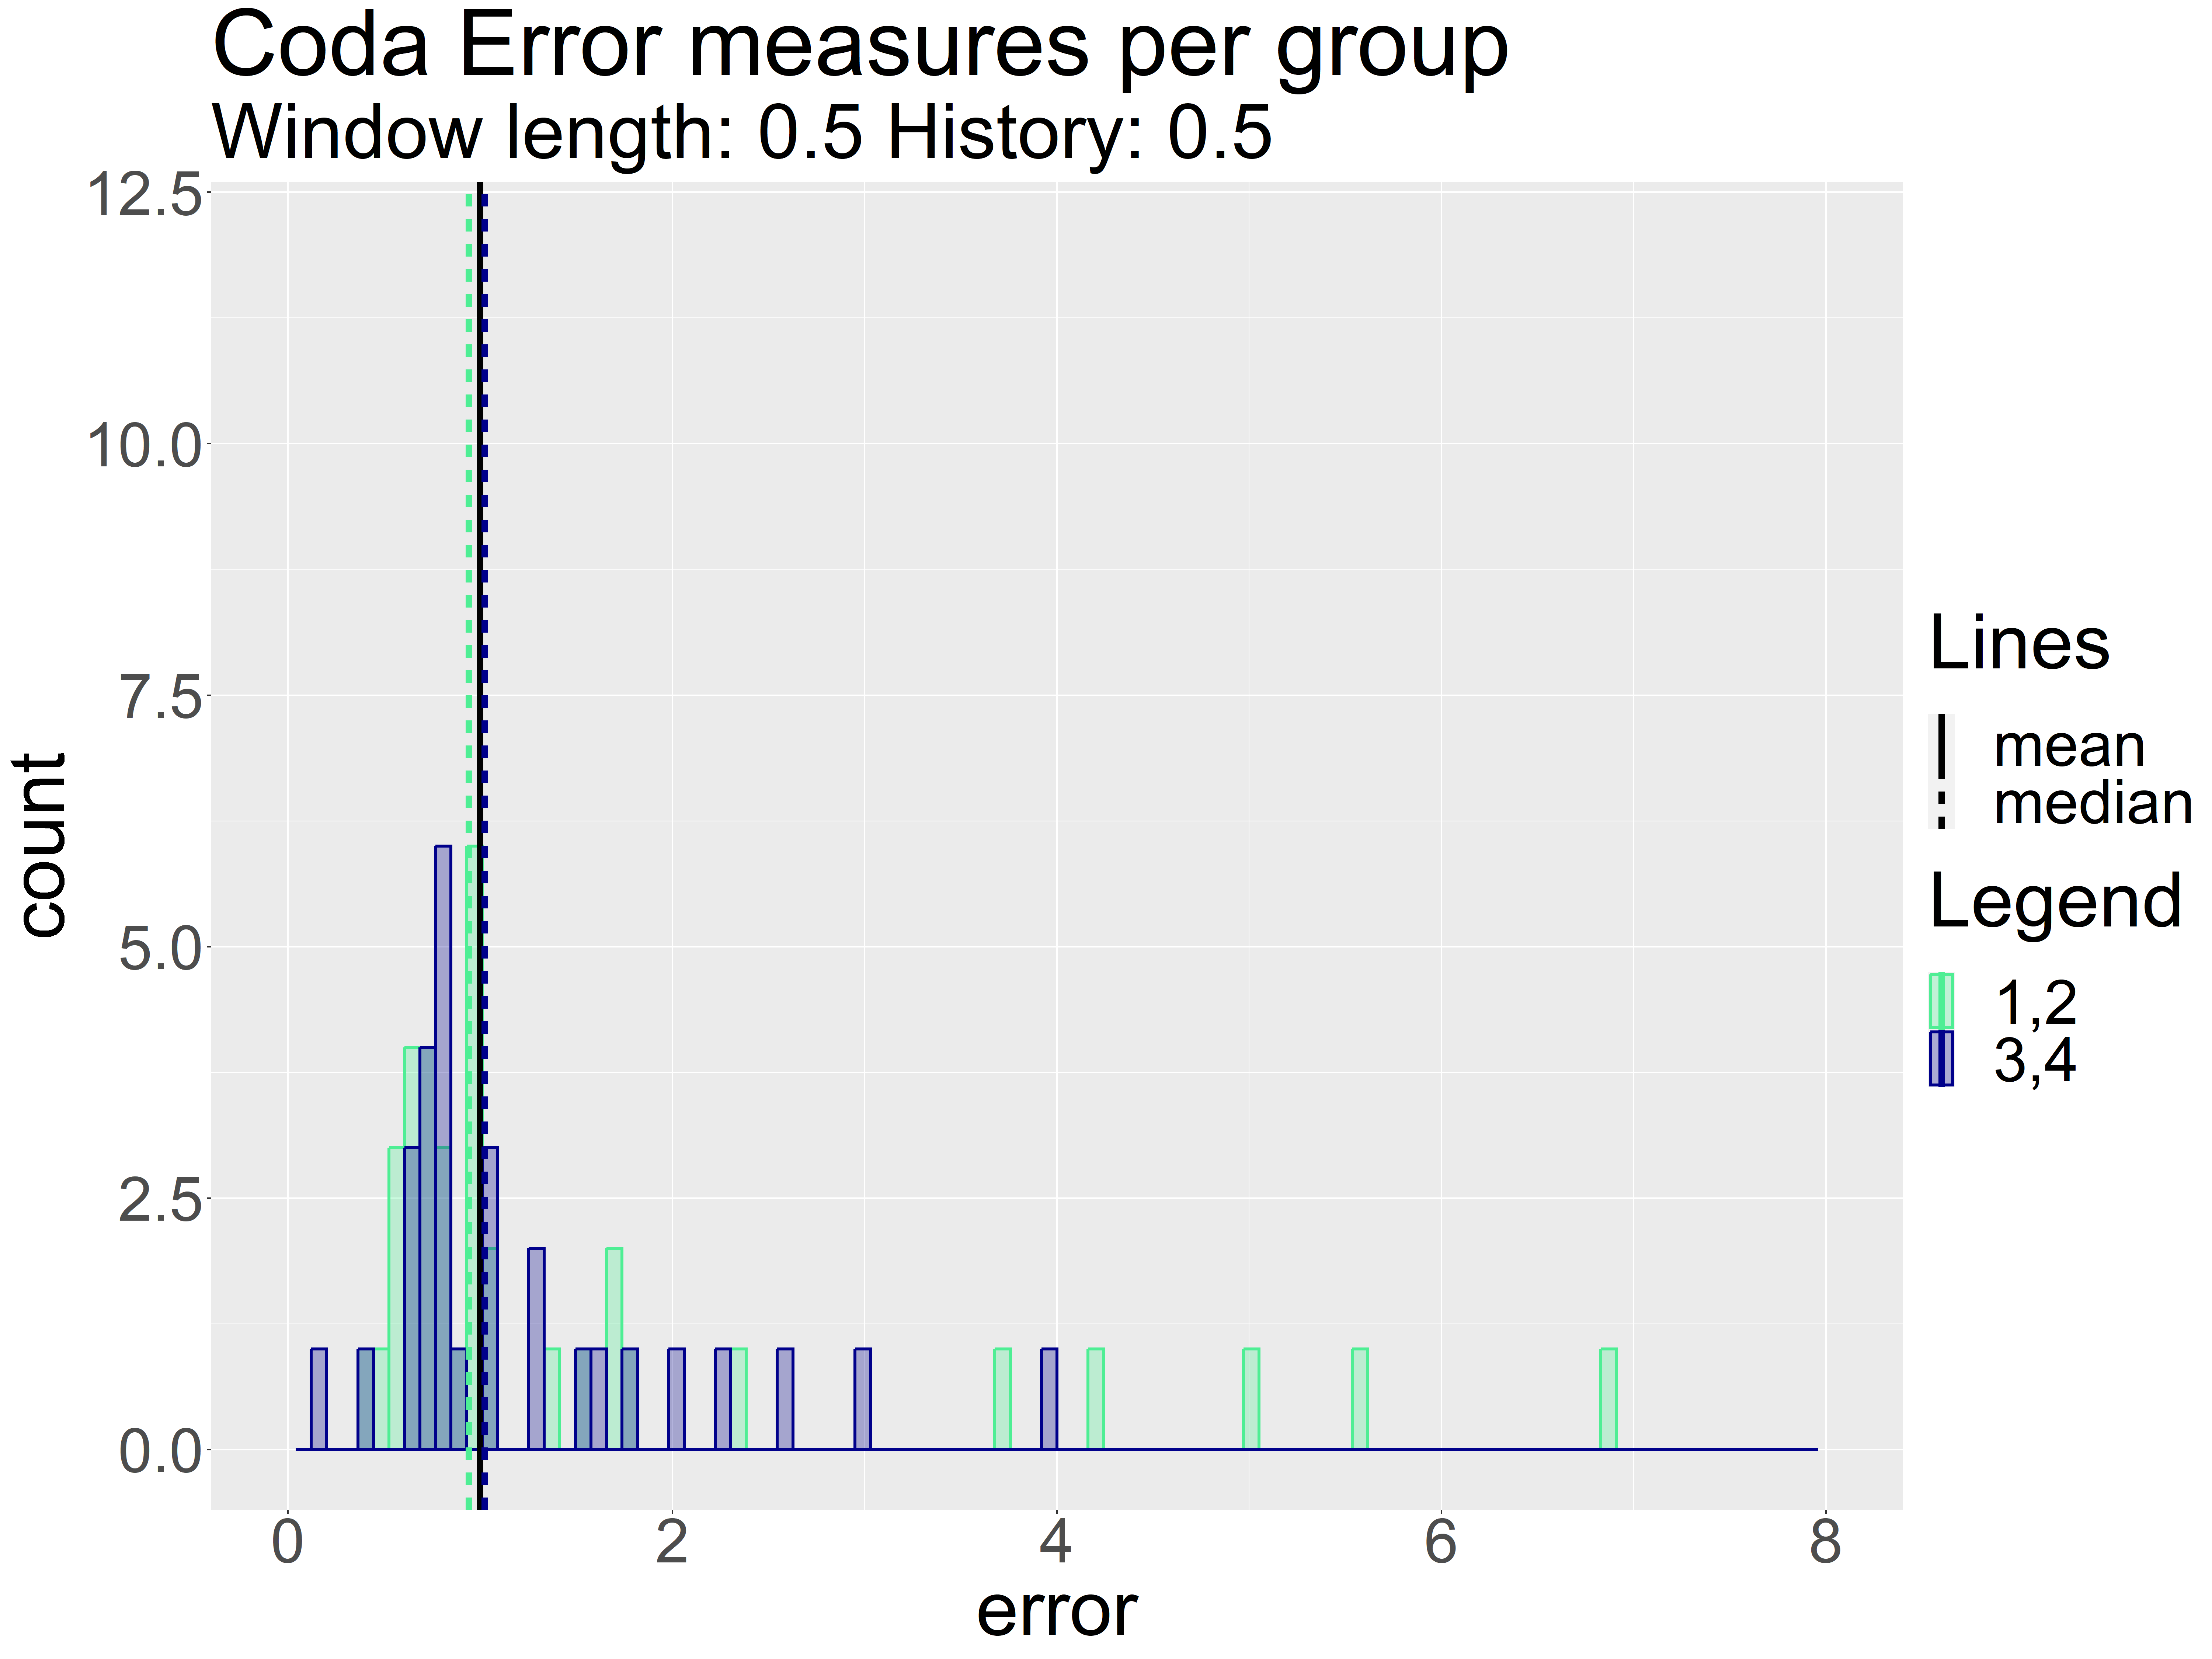 Coda Error measures per group
Window length: 0.5 History: 0.5
12.5
10.0
7.5
5.0
2.5
0.0
count
0 2 4 6 8
error
Lines
mean
median
Legend
1,2
3,4